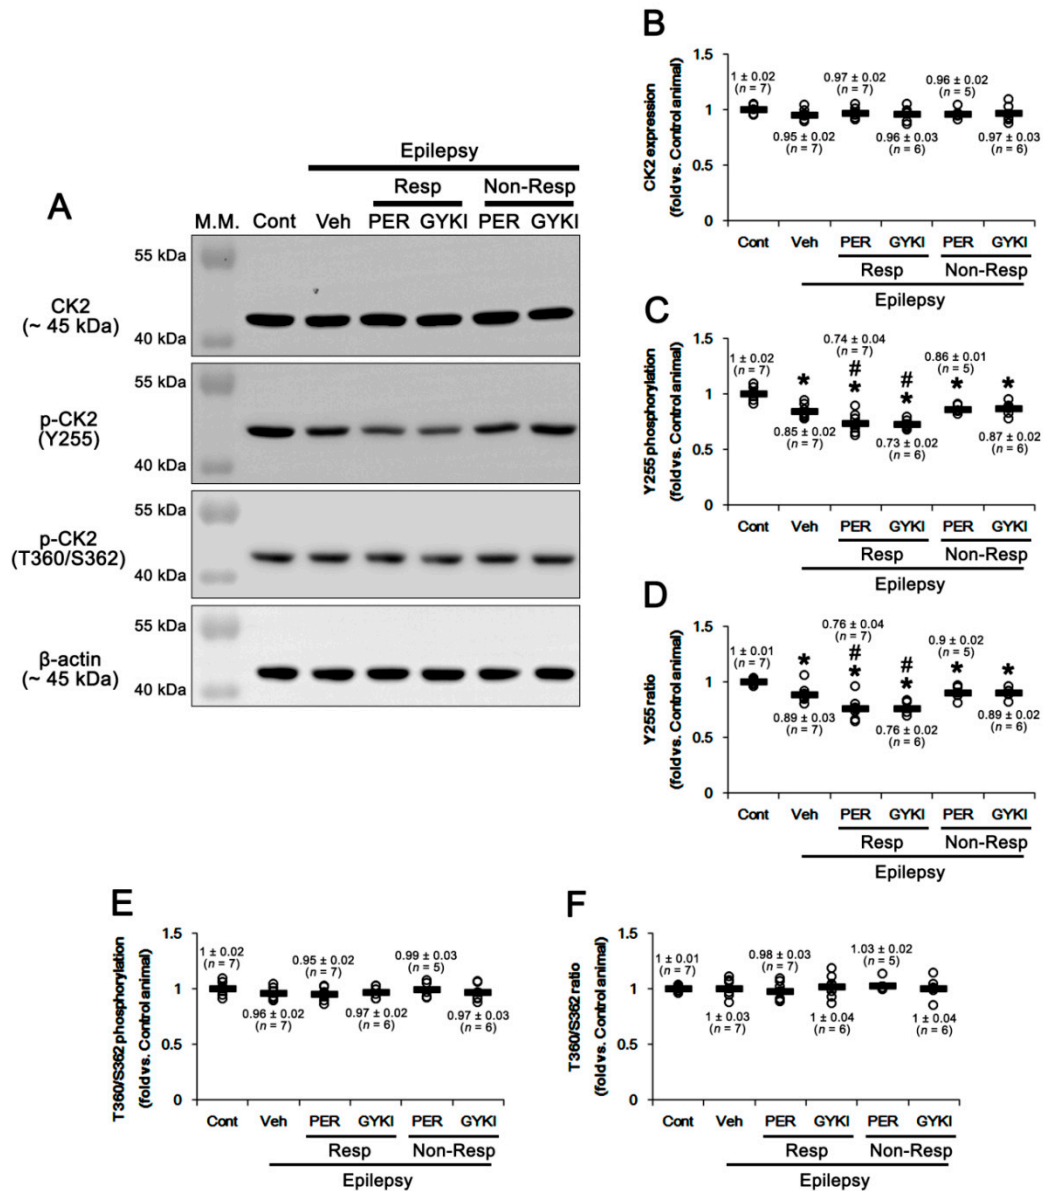 A
Epilepsy
Resp Non-Resp
M.M. Cont Veh PER GYKI PER GYKI
55 kDa
CK2
(~ 45 kDa)
40 kDa
55 kDa
p-CK2
(Y255)
40 kDa
55 kDa
p-CK2
(T360/S362)
40 kDa
55 kDa
β-actin
(~ 45 kDa)
40 kDa
B
CK2 expression
(fold vs. Control animal)
1.5
1
0.5
0
1 ± 0.02
(n = 7)
0.95 ± 0.02
(n = 7)
0.97 ± 0.02
(n = 7)
0.96 ± 0.03
(n = 6)
0.96 ± 0.02
(n = 5)
0.97 ± 0.03
(n = 6)
Cont Veh PER GYKI PER GYKI
Resp Non-Resp
Epilepsy
C
Y255 phosphorylation
(fold vs. Control animal)
1.5
1
0.5
0
1 ± 0.02
(n = 7)
*
0.85 ± 0.02
(n = 7)
0.74 ± 0.04
(n = 7)
#
*
#
*
0.73 ± 0.02
(n = 6)
0.86 ± 0.01
(n = 5)
*
*
0.87 ± 0.02
(n = 6)
Cont Veh PER GYKI PER GYKI
Resp Non-Resp
Epilepsy
D
Y255 ratio
(fold vs. Control animal)
1.5
1
0.5
0
1 ± 0.01
(n = 7)
*
0.89 ± 0.03
(n = 7)
0.76 ± 0.04
(n = 7)
#
*
#
*
0.76 ± 0.02
(n = 6)
0.9 ± 0.02
(n = 5)
*
*
0.89 ± 0.02
(n = 6)
Cont Veh PER GYKI PER GYKI
Resp Non-Resp
Epilepsy
E
T360/S362 phosphorylation
(fold vs. Control animal)
1.5
1
0.5
0
1 ± 0.02
(n = 7)
0.96 ± 0.02
(n = 7)
0.95 ± 0.02
(n = 7)
0.97 ± 0.02
(n = 6)
0.99 ± 0.03
(n = 5)
0.97 ± 0.03
(n = 6)
Cont Veh PER GYKI PER GYKI
Resp Non-Resp
Epilepsy
F
T360/S362 ratio
(fold vs. Control animal)
1.5
1
0.5
0
1 ± 0.01
(n = 7)
1 ± 0.03
(n = 7)
0.98 ± 0.03
(n = 7)
1 ± 0.04
(n = 6)
1.03 ± 0.02
(n = 5)
1 ± 0.04
(n = 6)
Cont Veh PER GYKI PER GYKI
Resp Non-Resp
Epilepsy